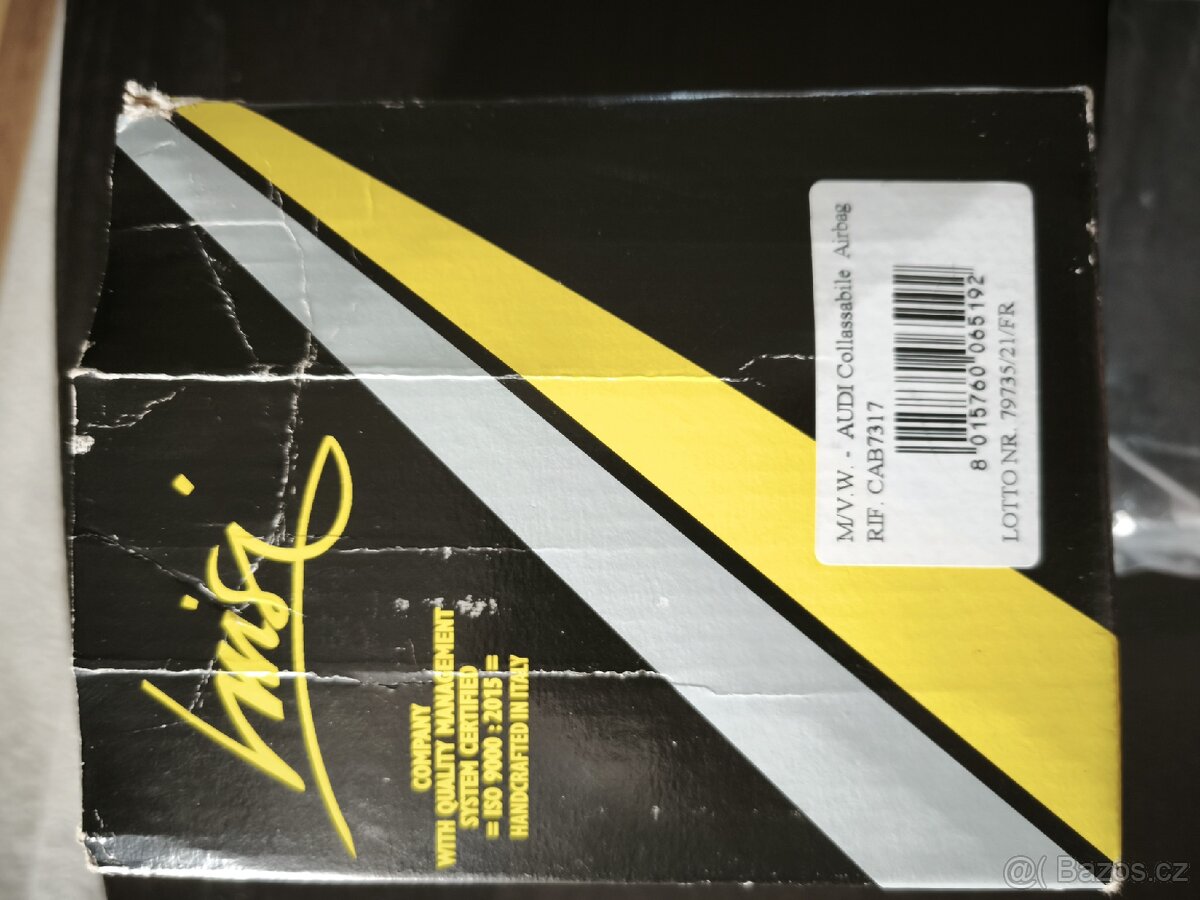 Luisi
COMPANY
WITH QUALITY MANAGEMENT
SYSTEM CERTIFIED
= ISO 9000 : 2015 =
HANDCRAFTED IN ITALY
M/V.W. - AUDI Collassabile Airbag
RIF. CAB7317
8 015760 065192
LOTTO NR. 79735/21/FR
@( Bazos.cz